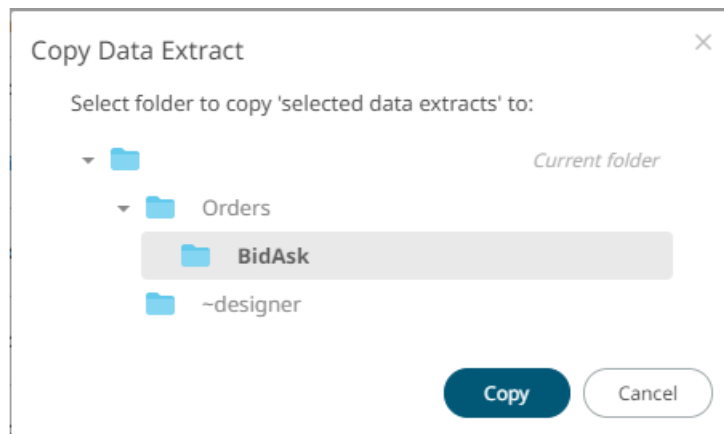 Copy Data Extract
Select folder to copy 'selected data extracts' to:
Current folder
Orders
BidAsk
~designer
Copy
Cancel